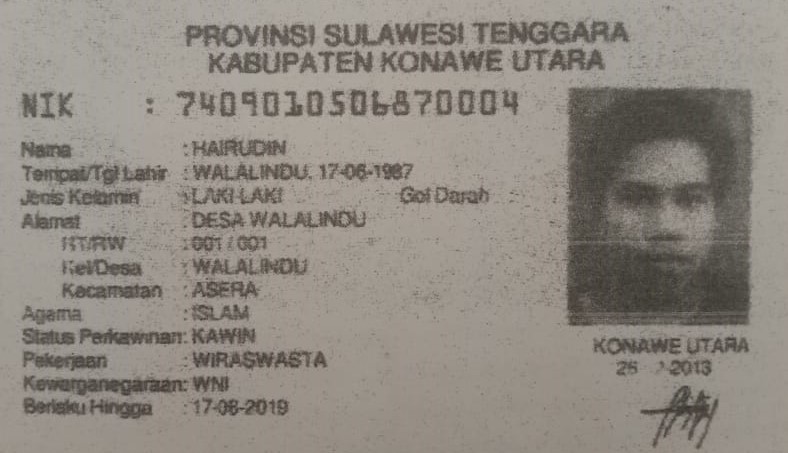 PROVINSI SULAWESI TENGGARA
KABUPATEN KONAWE UTARA
NIK : 7409010506870004
Nama : HAIRUDIN
Tempat/Tgl Lahir : WALALINDU, 17-06-1987
Jenis Kelamin : LAKI-LAKI Gol Darah
Alamat : DESA WALALINDU
RT/RW : 001 / 001
Kel/Desa : WALALINDU
Kecamatan : ASERA
Agama : ISLAM
Status Perkawinan: KAWIN
Pekerjaan : WIRASWASTA
Kewarganegaraan: WNI
Berlaku Hingga : 17-06-2019
KONAWE UTARA
2013